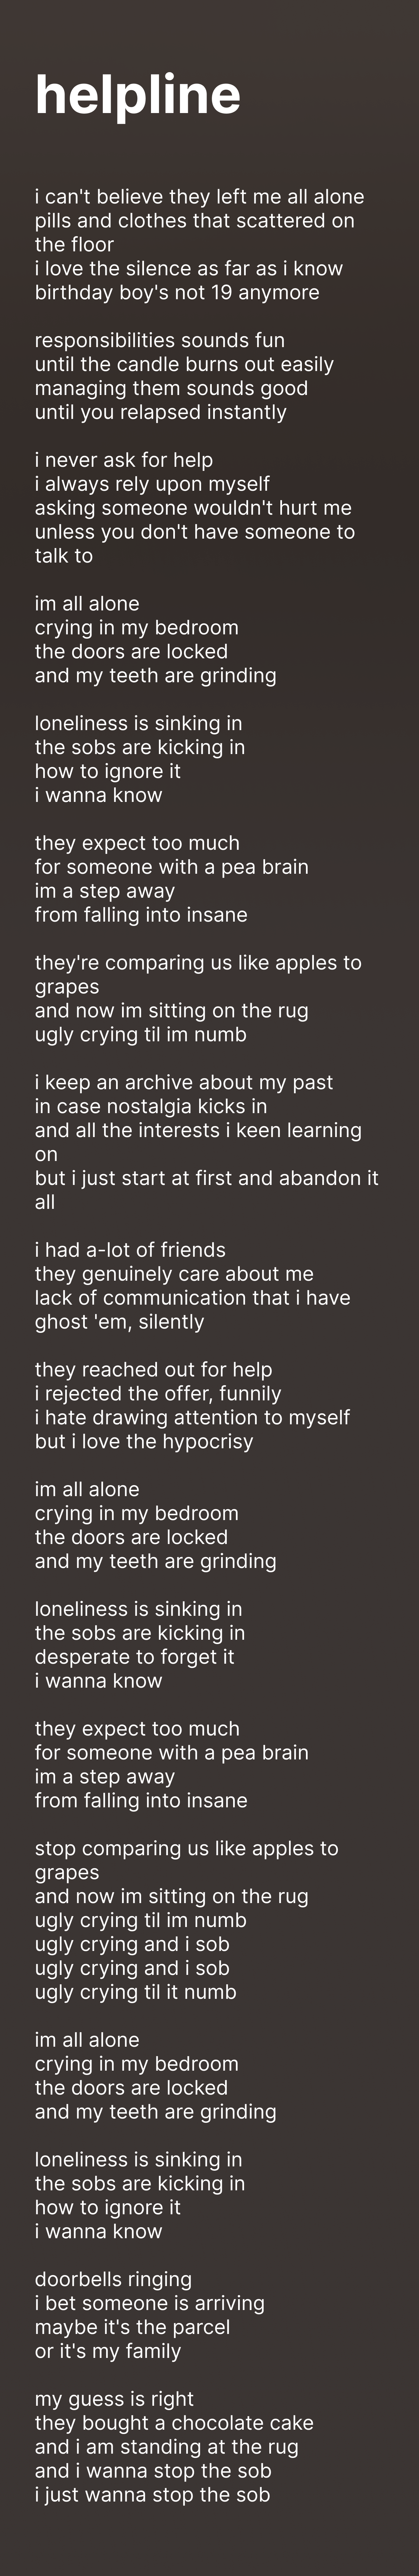 helpline
i can't believe they left me all alone
pills and clothes that scattered on
the floor
i love the silence as far as i know
birthday boy's not 19 anymore
responsibilities sounds fun
until the candle burns out easily
managing them sounds good
until you relapsed instantly
i never ask for help
i always rely upon myself
asking someone wouldn't hurt me
unless you don't have someone to
talk to
im all alone
crying in my bedroom
the doors are locked
and my teeth are grinding
loneliness is sinking in
the sobs are kicking in
how to ignore it
i wanna know
they expect too much
for someone with a pea brain
im a step away
from falling into insane
they're comparing us like apples to
grapes
and now im sitting on the rug
ugly crying til im numb
i keep an archive about my past
in case nostalgia kicks in
and all the interests i keen learning
on
but i just start at first and abandon it
all
i had a-lot of friends
they genuinely care about me
lack of communication that i have
ghost 'em, silently
they reached out for help
i rejected the offer, funnily
i hate drawing attention to myself
but i love the hypocrisy
im all alone
crying in my bedroom
the doors are locked
and my teeth are grinding
loneliness is sinking in
the sobs are kicking in
desperate to forget it
i wanna know
they expect too much
for someone with a pea brain
im a step away
from falling into insane
stop comparing us like apples to
grapes
and now im sitting on the rug
ugly crying til im numb
ugly crying and i sob
ugly crying and i sob
ugly crying til it numb
im all alone
crying in my bedroom
the doors are locked
and my teeth are grinding
loneliness is sinking in
the sobs are kicking in
how to ignore it
i wanna know
doorbells ringing
i bet someone is arriving
maybe it's the parcel
or it's my family
my guess is right
they bought a chocolate cake
and i am standing at the rug
and i wanna stop the sob
i just wanna stop the sob